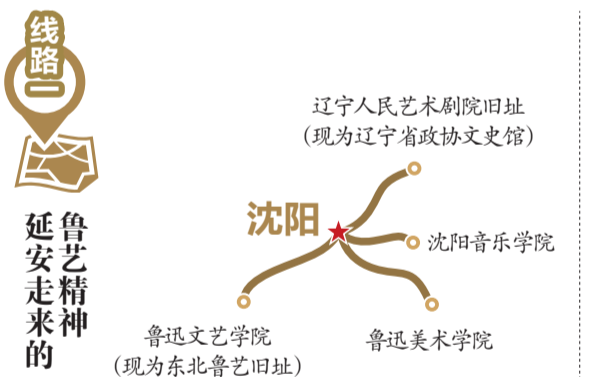 线路一
延安走来的
鲁艺精神
辽宁人民艺术剧院旧址
（现为辽宁省政协文史馆）
沈阳
沈阳音乐学院
鲁迅文艺学院
（现为东北鲁艺旧址）
鲁迅美术学院